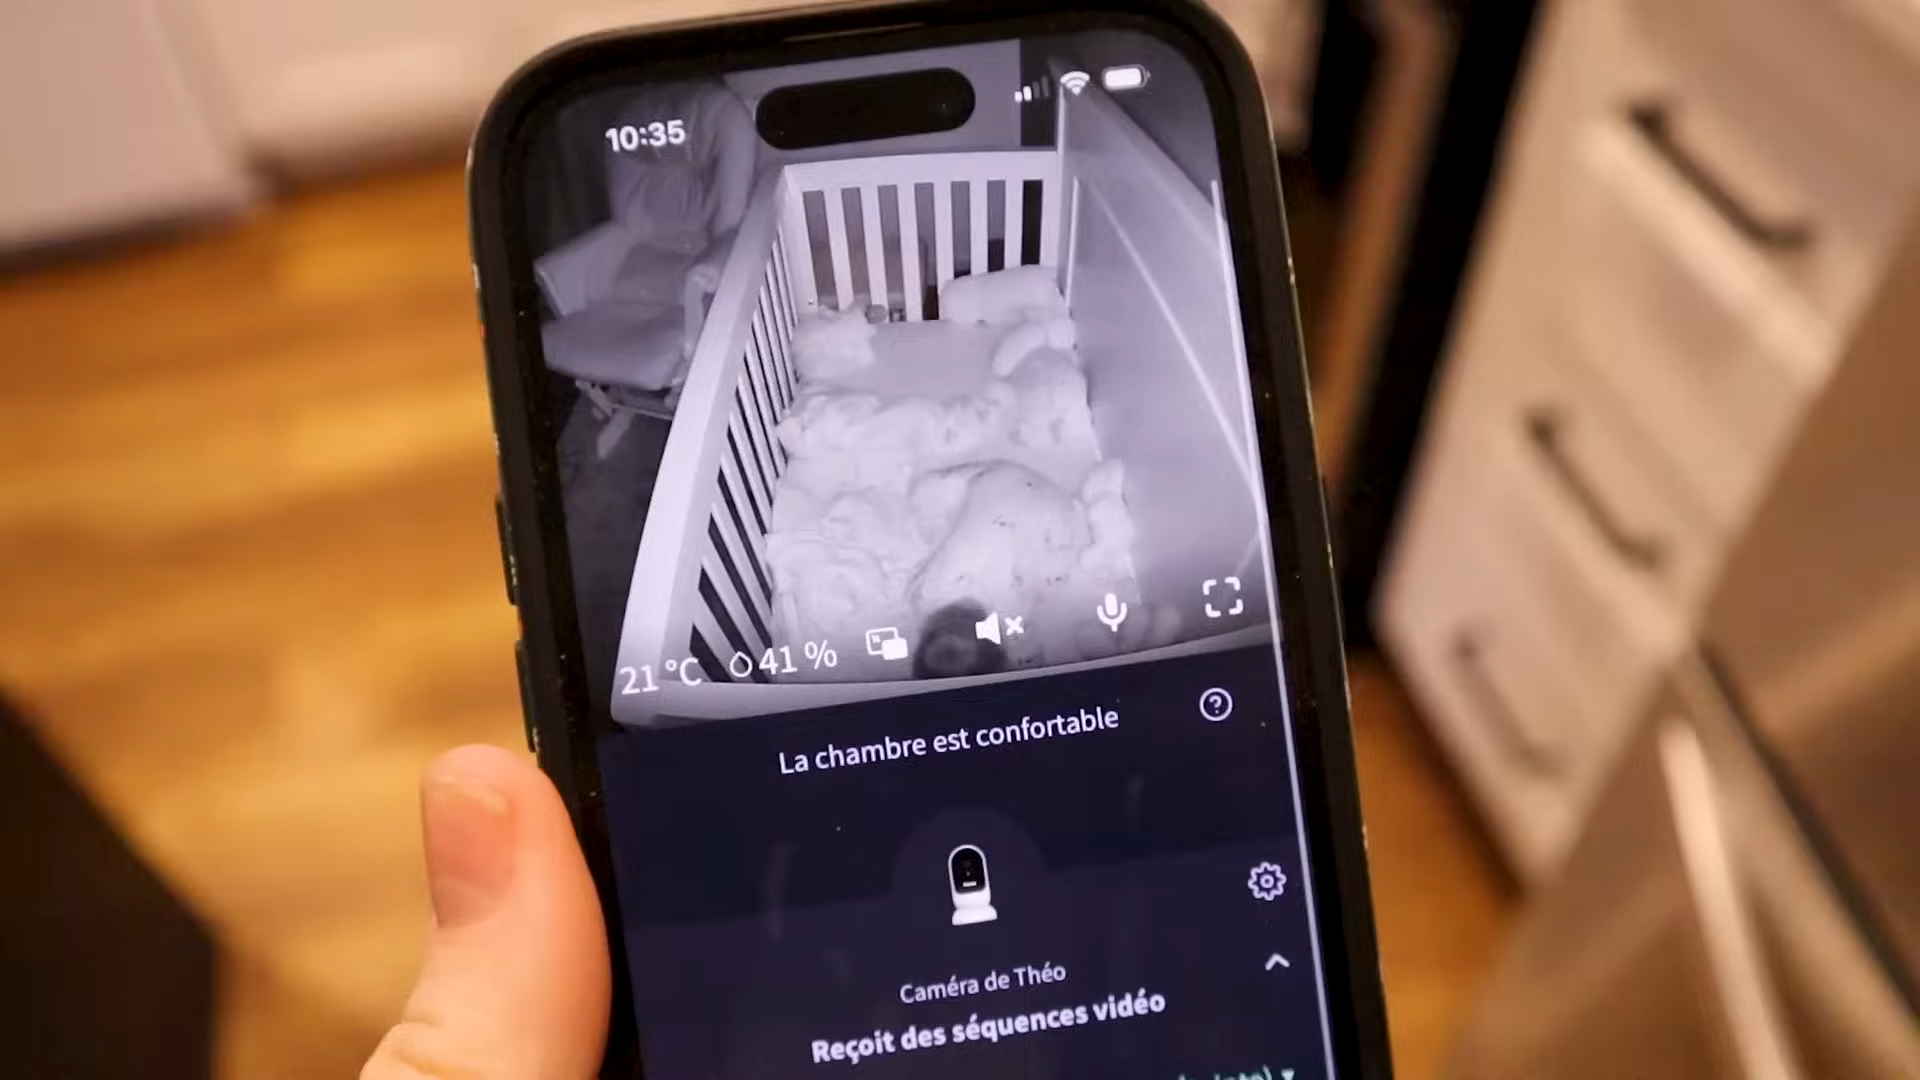 10:35
21 °C 41 %
La chambre est confortable
Caméra de Théo
Reçoit des séquences vidéo